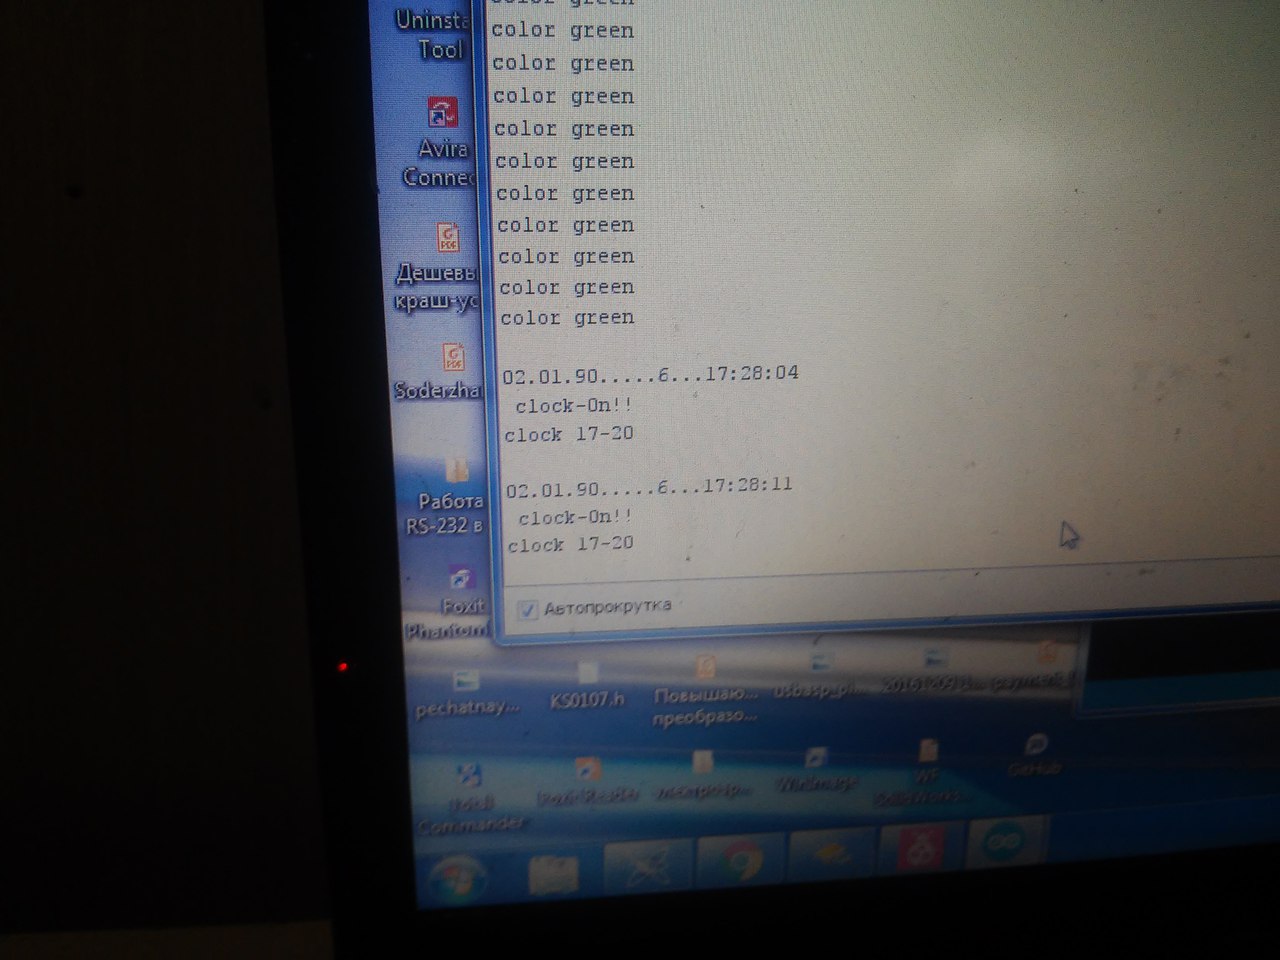 Uninsta
Tool
Avira
Connec
Дешевы
краш-ус
Soderzha
Работа
RS-232 в
Foxit
Phantom
color green
color green
color green
color green
color green
color green
color green
color green
color green
color green
color green
02.01.90.....6...17:28:04
clock-On!!
clock 17-20
02.01.90.....6...17:28:11
clock-On!!
clock 17-20
Автопрокрутка
pechatnay...
KS0107.h
Повышаю...
преобразо...
Commander
GitHub